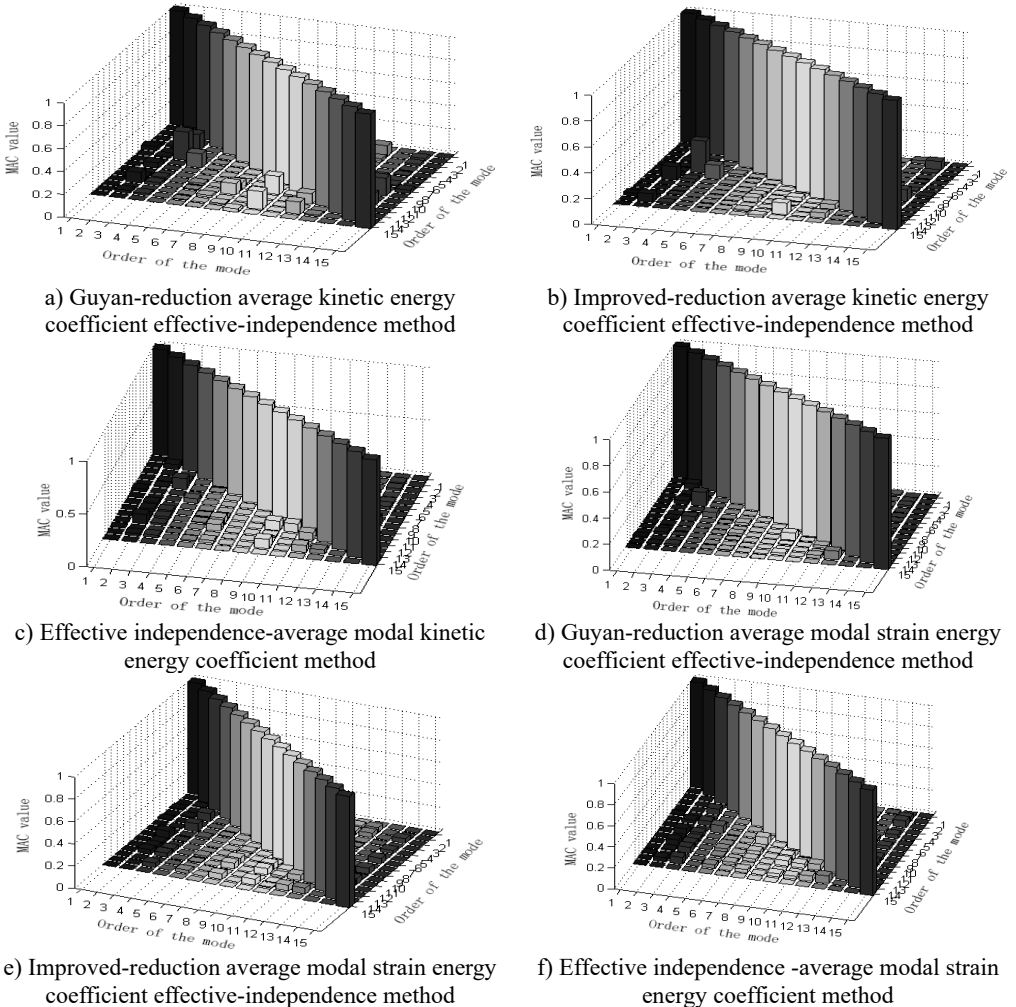 1
0.8
0.6
0.4
0.2
0
MAC value
1 2 3 4 5 6 7 8 9 10 11 12 13 14 15
Order of the mode
Order of the mode
a) Guyan-reduction average kinetic energy
coefficient effective-independence method
1
0.8
0.6
0.4
0.2
0
MAC value
1 2 3 4 5 6 7 8 9 10 11 12 13 14 15
Order of the mode
Order of the mode
b) Improved-reduction average kinetic energy
coefficient effective-independence method
1
0.5
0
MAC value
1 2 3 4 5 6 7 8 9 10 11 12 13 14 15
Order of the mode
Order of the mode
c) Effective independence-average modal kinetic
energy coefficient method
1
0.8
0.6
0.4
0.2
0
MAC value
1 2 3 4 5 6 7 8 9 10 11 12 13 14 15
Order of the mode
Order of the mode
d) Guyan-reduction average modal strain energy
coefficient effective-independence method
1
0.8
0.6
0.4
0.2
0
MAC value
1 2 3 4 5 6 7 8 9 10 11 12 13 14 15
Order of the mode
Order of the mode
e) Improved-reduction average modal strain energy
coefficient effective-independence method
1
0.8
0.6
0.4
0.2
0
MAC value
1 2 3 4 5 6 7 8 9 10 11 12 13 14 15
Order of the mode
Order of the mode
f) Effective independence -average modal strain
energy coefficient method